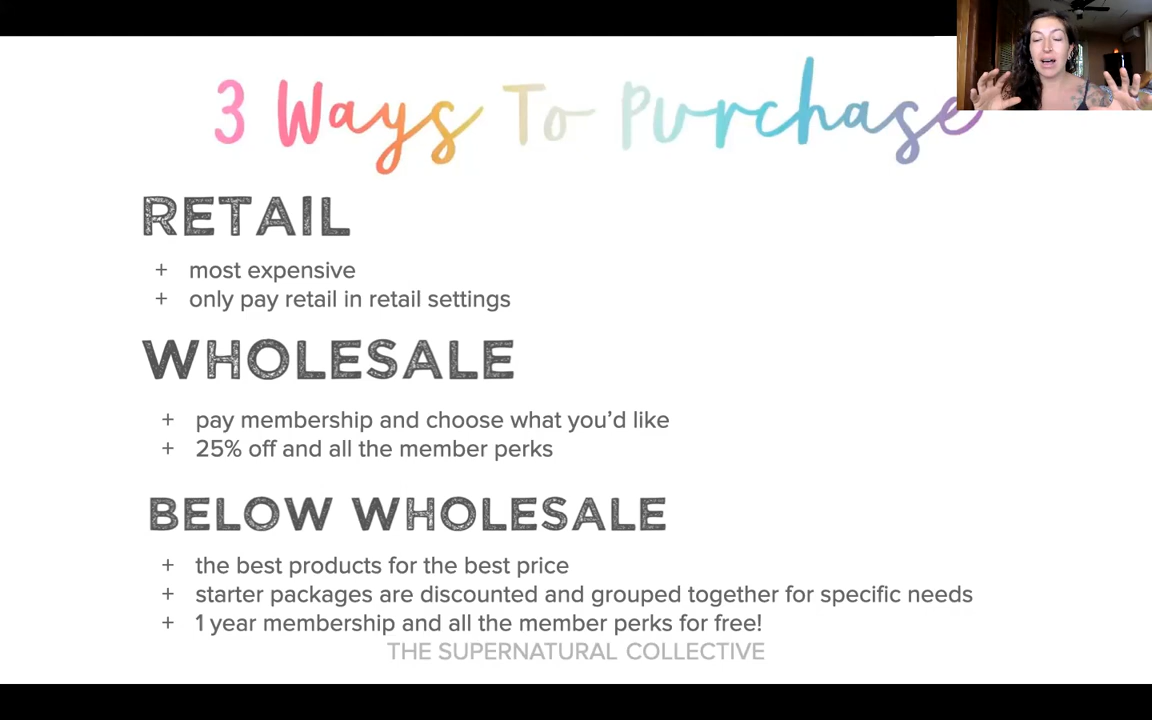 3 Ways To Purchase
RETAIL
+ most expensive
+ only pay retail in retail settings
WHOLESALE
+ pay membership and choose what you’d like
+ 25% off and all the member perks
BELOW WHOLESALE
+ the best products for the best price
+ starter packages are discounted and grouped together for specific needs
+ 1 year membership and all the member perks for free!
THE SUPERNATURAL COLLECTIVE